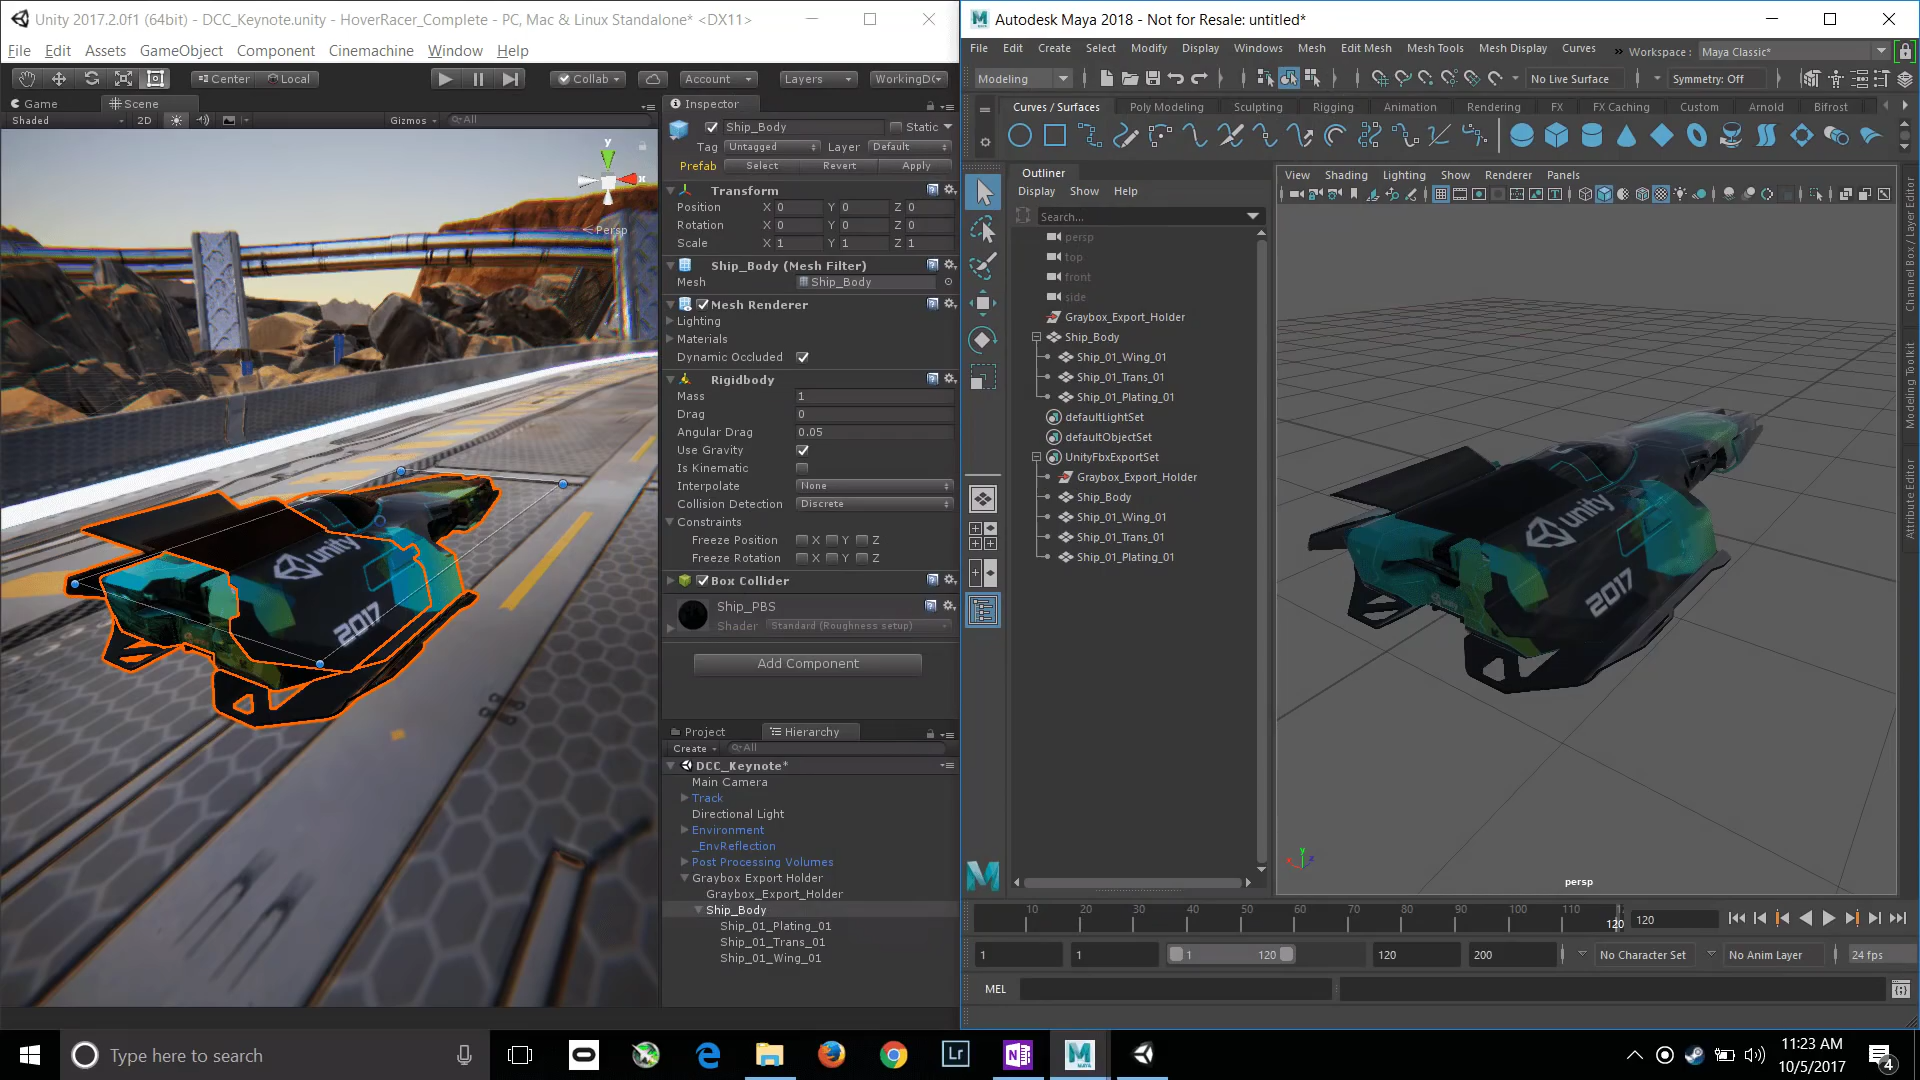 Unity 2017.2.0f1 (64bit) - DCC_Keynote.unity - HoverRacer_Complete - PC, Mac & Linux Standalone* <DX11>
File Edit Assets GameObject Component Cinemachine Window Help
Center Local Collab Account Layers
Game Scene
Shaded 2D Gizmos All
y
x
Persp
unity
2017
Inspector
Ship_Body Static
Tag Untagged Layer Default
Prefab Select Revert Apply
Transform
Position X 0 Y 0 Z 0
Rotation X 0 Y 0 Z 0
Scale X 1 Y 1 Z 1
Ship_Body (Mesh Filter)
Mesh Ship_Body
Mesh Renderer
Lighting
Materials
Dynamic Occluded
Rigidbody
Mass 1
Drag 0
Angular Drag 0.05
Use Gravity
Is Kinematic
Interpolate None
Collision Detection Discrete
Constraints
Freeze Position X Y Z
Freeze Rotation X Y Z
Box Collider
Ship_PBS
Shader Standard (Roughness setup)
Add Component
Project Hierarchy
Create All
DCC_Keynote*
Main Camera
Track
Directional Light
Environment
_EnvReflection
Post Processing Volumes
Graybox Export Holder
Graybox_Export_Holder
Ship_Body
Ship_01_Plating_01
Ship_01_Trans_01
Ship_01_Wing_01
Autodesk Maya 2018 - Not for Resale: untitled*
File Edit Create Select Modify Display Windows Mesh Edit Mesh Mesh Tools Mesh Display Curves » Workspace : Maya Classic*
Modeling No Live Surface Symmetry: Off
Curves / Surfaces Poly Modeling Sculpting Rigging Animation Rendering FX FX Caching Custom Arnold Bifrost
Outliner
Display Show Help
Search...
persp
top
front
side
Graybox_Export_Holder
Ship_Body
Ship_01_Wing_01
Ship_01_Trans_01
Ship_01_Plating_01
defaultLightSet
defaultObjectSet
UnityFbxExportSet
Graybox_Export_Holder
Ship_Body
Ship_01_Wing_01
Ship_01_Trans_01
Ship_01_Plating_01
View Shading Lighting Show Renderer Panels
unity
2017
persp
Channel Box / Layer Editor
Modeling Toolkit
Attribute Editor
10 20 30 40 50 60 70 80 90 100 110 120 120
1 1 1 120 120 200 No Character Set No Anim Layer 24 fps
MEL
Type here to search
Lr
11:23 AM
10/5/2017
4